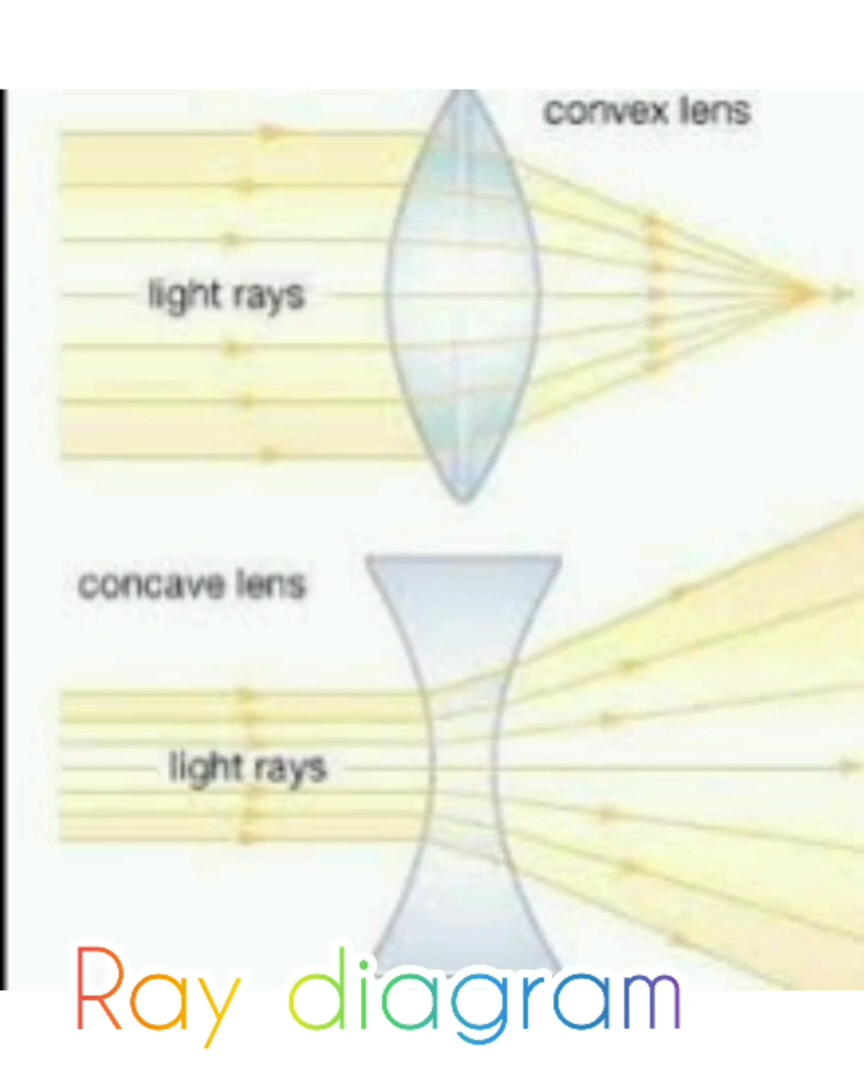 convex lens
light rays
concave lens
light rays
Ray diagram